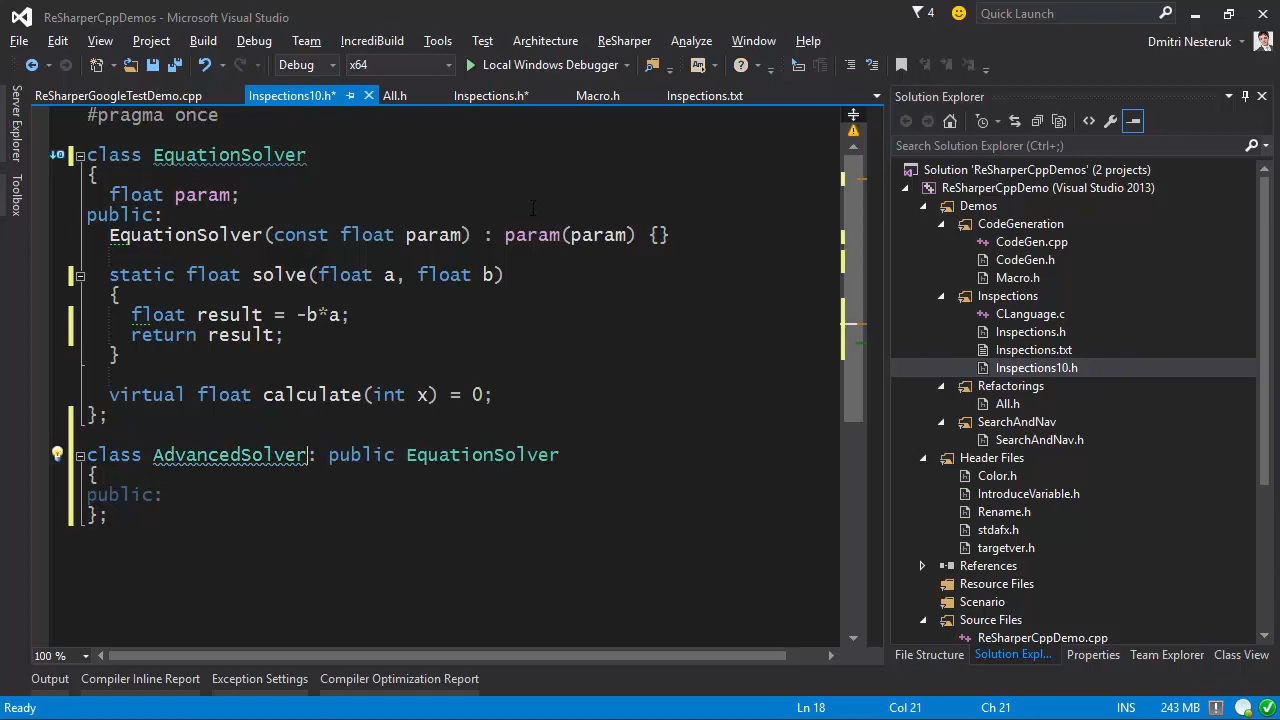 ReSharperCppDemos - Microsoft Visual Studio
4
Quick Launch (Ctrl+Q)
File Edit View Project Build Debug Team IncrediBuild Tools Test Architecture ReSharper Analyze Window Help
Dmitri Nesteruk
Debug x64 Local Windows Debugger
ReSharperGoogleTestDemo.cpp Inspections10.h* All.h Inspections.h* Macro.h Inspections.txt
Server Explorer
Toolbox
#pragma once
class EquationSolver
{
float param;
public:
EquationSolver(const float param) : param(param) {}
static float solve(float a, float b)
{
float result = -b*a;
return result;
}
virtual float calculate(int x) = 0;
};
class AdvancedSolver: public EquationSolver
{
public:
};
100 %
Solution Explorer
Search Solution Explorer (Ctrl+;)
Solution 'ReSharperCppDemos' (2 projects)
ReSharperCppDemo (Visual Studio 2013)
Demos
CodeGeneration
CodeGen.cpp
CodeGen.h
Macro.h
Inspections
CLanguage.c
Inspections.h
Inspections.txt
Inspections10.h
Refactorings
All.h
SearchAndNav
SearchAndNav.h
Header Files
Color.h
IntroduceVariable.h
Rename.h
stdafx.h
targetver.h
References
Resource Files
Scenario
Source Files
ReSharperCppDemo.cpp
File Structure Solution Expl... Properties Team Explorer Class View
Output Compiler Inline Report Exception Settings Compiler Optimization Report
Ready Ln 18 Col 21 Ch 21 INS 243 MB